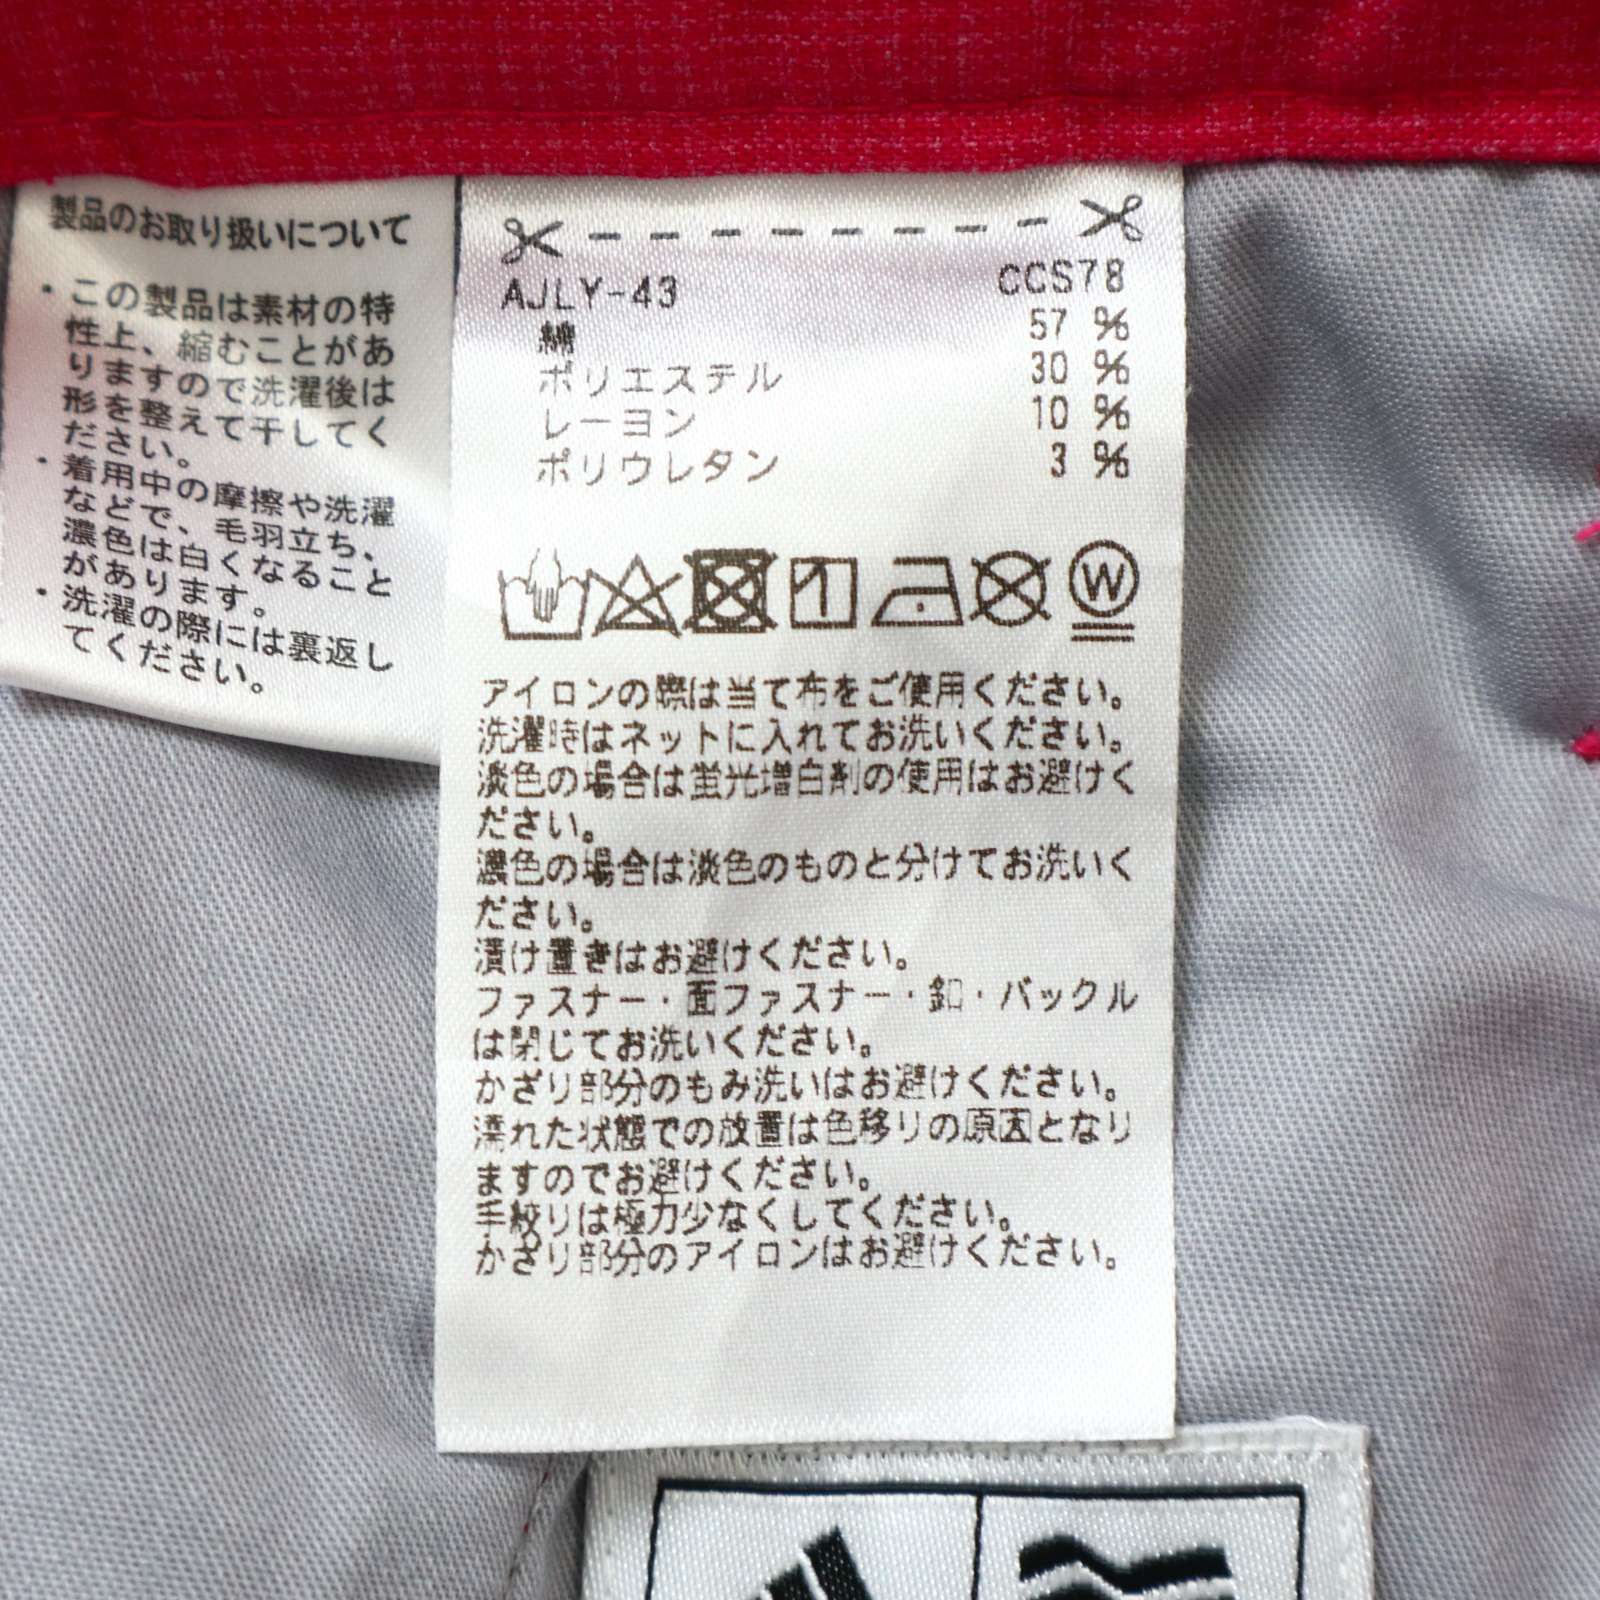 製品のお取り扱いについて
・この製品は素材の特
性上、縮むことがあ
りますので洗濯後は
形を整えて干してく
ださい。
・着用中の摩擦や洗濯
などで、毛羽立ち、
濃色は白くなること
があります。
・洗濯の際には裏返し
てください。
AJLY-43 CCS78
綿 57 %
ポリエステル 30 %
レーヨン 10 %
ポリウレタン 3 %
W
アイロンの際は当て布をご使用ください。
洗濯時はネットに入れてお洗いください。
淡色の場合は蛍光増白剤の使用はお避けく
ださい。
濃色の場合は淡色のものと分けてお洗いく
ださい。
漬け置きはお避けください。
ファスナー・面ファスナー・釦・バックル
は閉じてお洗いください。
かざり部分のもみ洗いはお避けください。
濡れた状態での放置は色移りの原因となり
ますのでお避けください。
手絞りは極力少なくしてください。
かざり部分のアイロンはお避けください。